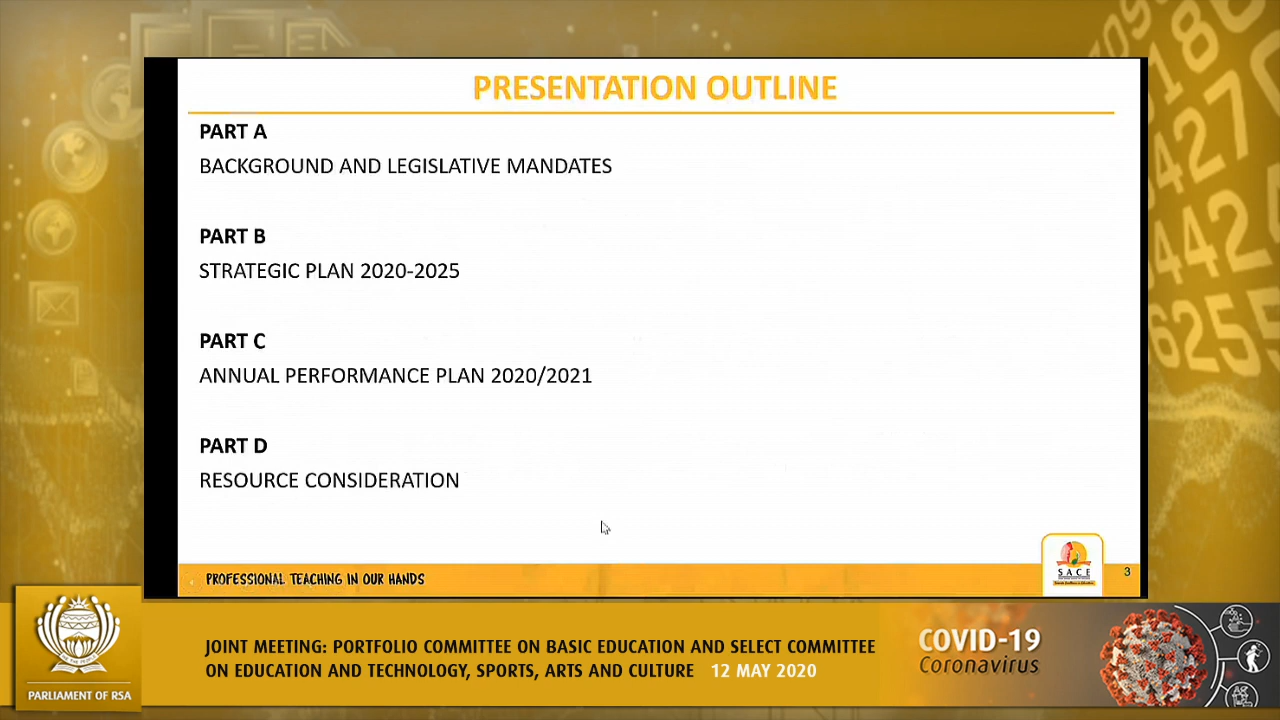 PRESENTATION OUTLINE
PART A
BACKGROUND AND LEGISLATIVE MANDATES
PART B
STRATEGIC PLAN 2020-2025
PART C
ANNUAL PERFORMANCE PLAN 2020/2021
PART D
RESOURCE CONSIDERATION
PROFESSIONAL TEACHING IN OUR HANDS
SACE
3
PARLIAMENT OF RSA
JOINT MEETING: PORTFOLIO COMMITTEE ON BASIC EDUCATION AND SELECT COMMITTEE
ON EDUCATION AND TECHNOLOGY, SPORTS, ARTS AND CULTURE 12 MAY 2020
COVID-19
Coronavirus